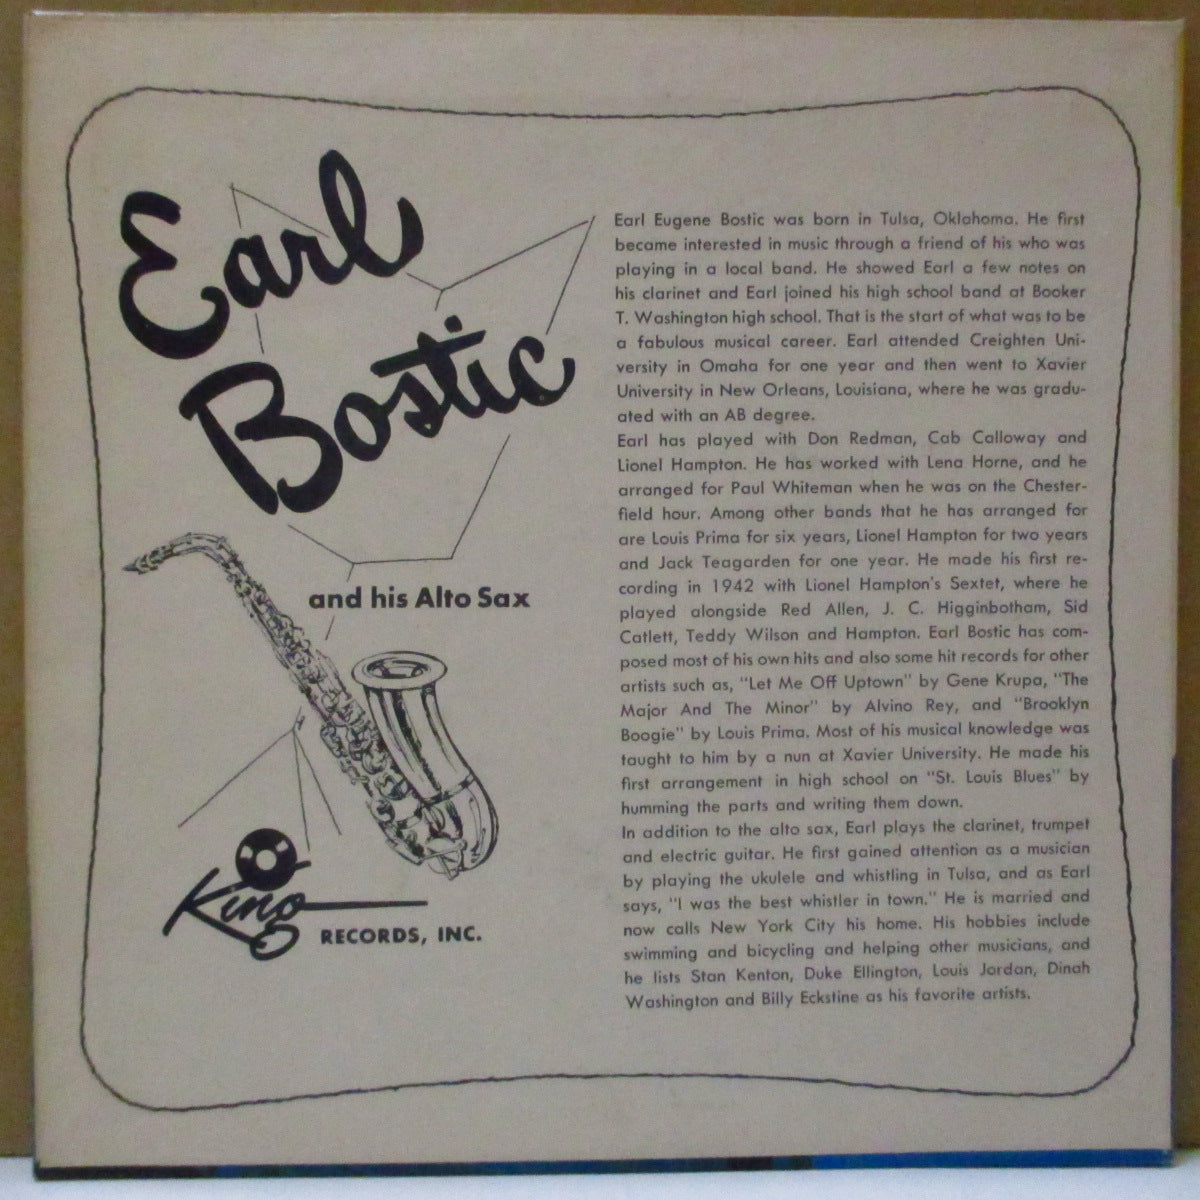 Earl
Bostic
and his Alto Sax
King
RECORDS, INC.
Earl Eugene Bostic was born in Tulsa, Oklahoma. He first
became interested in music through a friend of his who was
playing in a local band. He showed Earl a few notes on
his clarinet and Earl joined his high school band at Booker
T. Washington high school. That is the start of what was to be
a fabulous musical career. Earl attended Creighten Uni-
versity in Omaha for one year and then went to Xavier
University in New Orleans, Louisiana, where he was gradu-
ated with an AB degree.
Earl has played with Don Redman, Cab Calloway and
Lionel Hampton. He has worked with Lena Horne, and he
arranged for Paul Whiteman when he was on the Chester-
field hour. Among other bands that he has arranged for
are Louis Prima for six years, Lionel Hampton for two years
and Jack Teagarden for one year. He made his first re-
cording in 1942 with Lionel Hampton's Sextet, where he
played alongside Red Allen, J. C. Higginbotham, Sid
Catlett, Teddy Wilson and Hampton. Earl Bostic has com-
posed most of his own hits and also some hit records for other
artists such as, "Let Me Off Uptown" by Gene Krupa, "The
Major And The Minor" by Alvino Rey, and "Brooklyn
Boogie" by Louis Prima. Most of his musical knowledge was
taught to him by a nun at Xavier University. He made his
first arrangement in high school on "St. Louis Blues" by
humming the parts and writing them down.
In addition to the alto sax, Earl plays the clarinet, trumpet
and electric guitar. He first gained attention as a musician
by playing the ukulele and whistling in Tulsa, and as Earl
says, "I was the best whistler in town." He is married and
now calls New York City his home. His hobbies include
swimming and bicycling and helping other musicians, and
he lists Stan Kenton, Duke Ellington, Louis Jordan, Dinah
Washington and Billy Eckstine as his favorite artists.